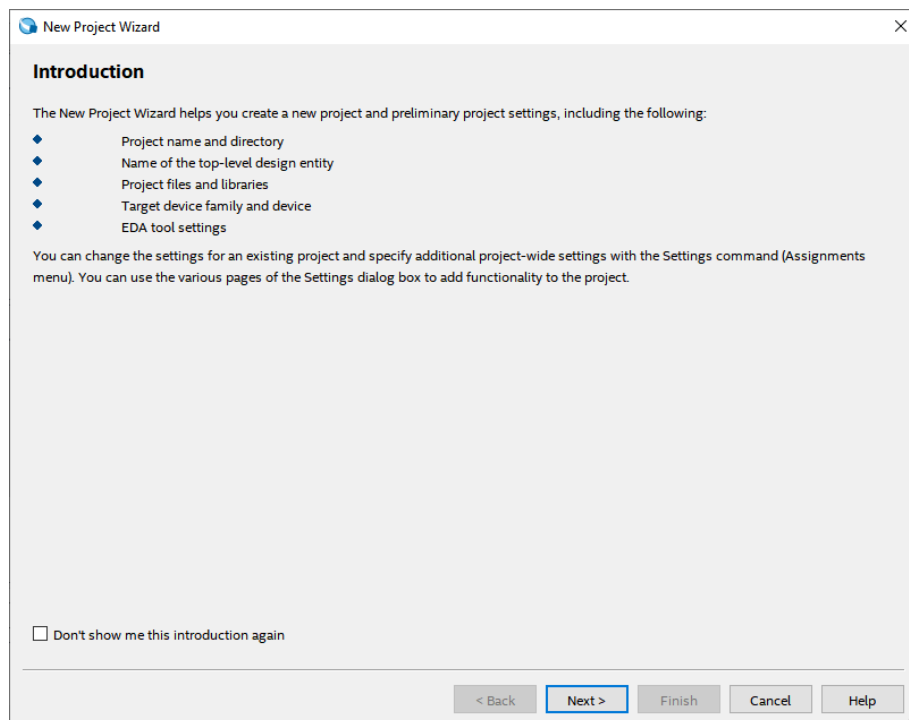 New Project Wizard
Introduction
The New Project Wizard helps you create a new project and preliminary project settings, including the following:
Project name and directory
Name of the top-level design entity
Project files and libraries
Target device family and device
EDA tool settings
You can change the settings for an existing project and specify additional project-wide settings with the Settings command (Assignments
menu). You can use the various pages of the Settings dialog box to add functionality to the project.
Don't show me this introduction again
< Back Next > Finish Cancel Help